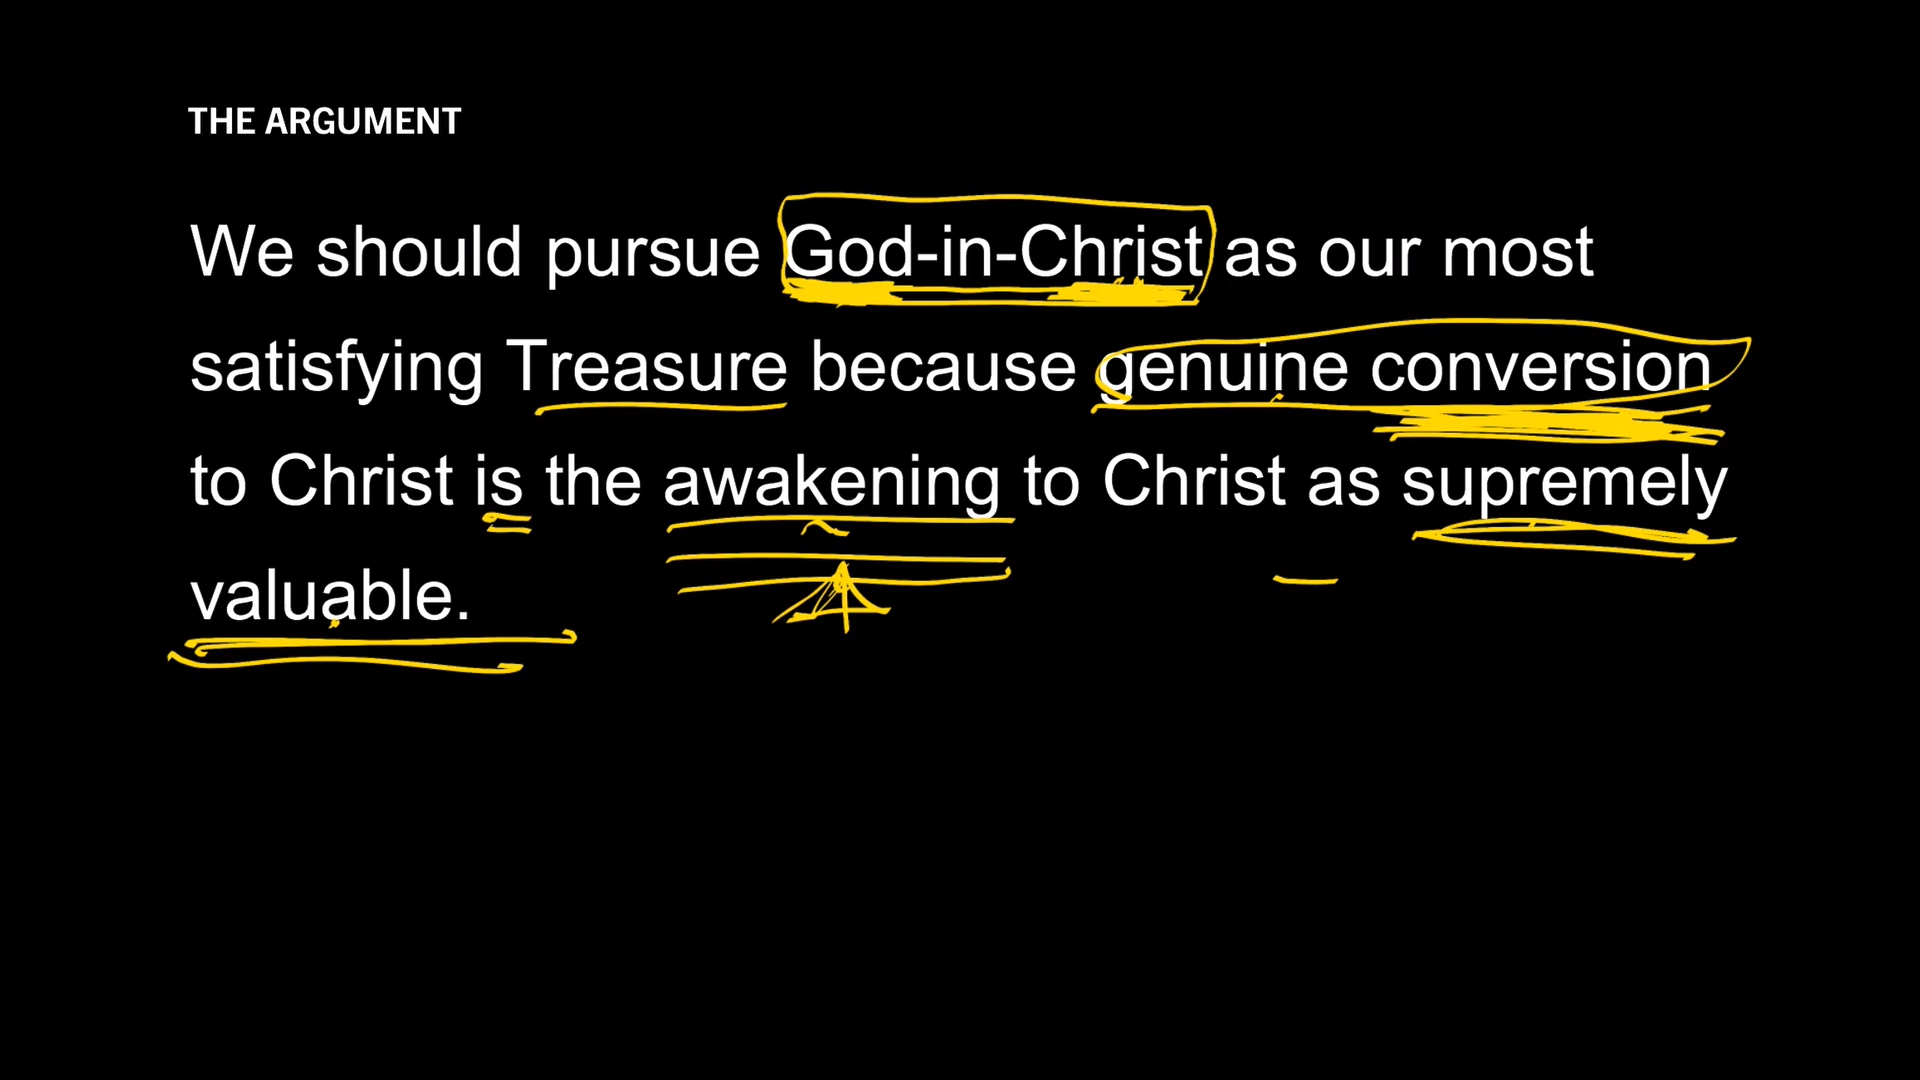 THE ARGUMENT
We should pursue God-in-Christ as our most
satisfying Treasure because genuine conversion
to Christ is the awakening to Christ as supremely
valuable.